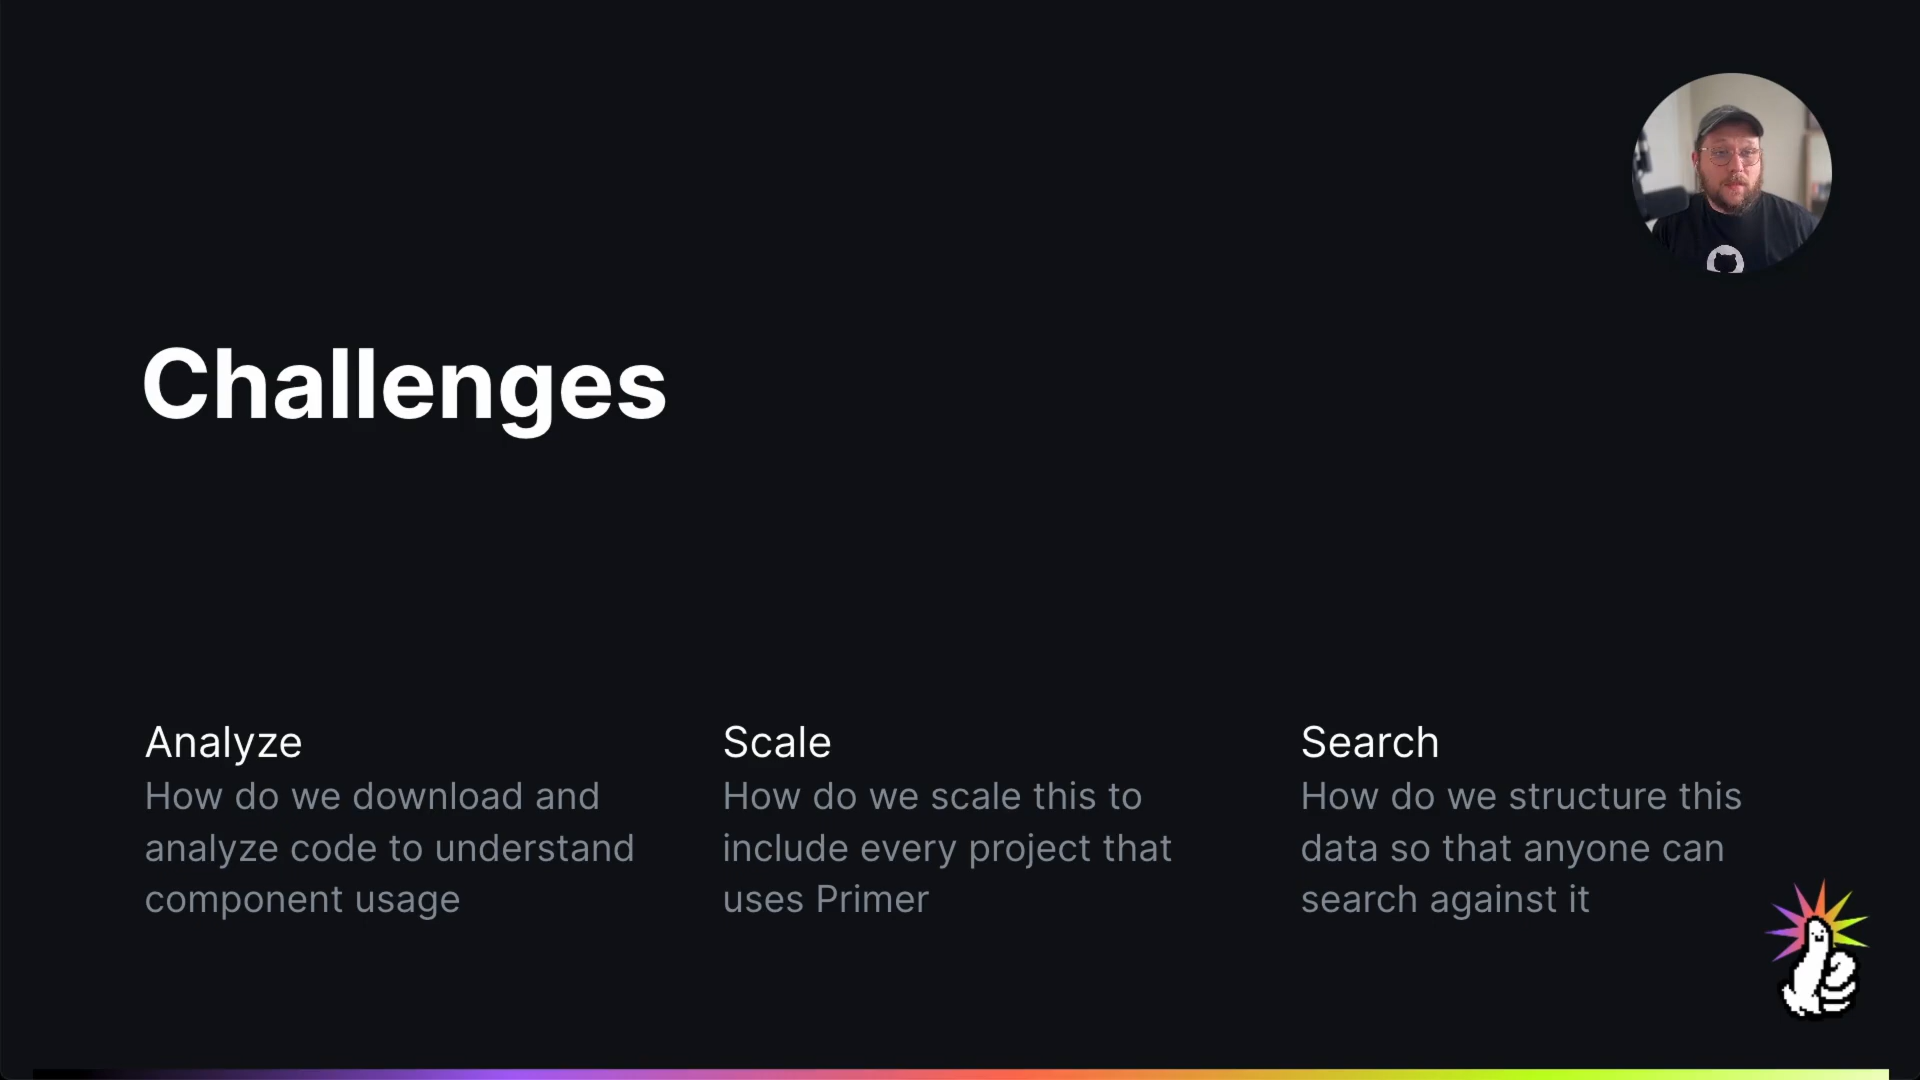 Challenges
Analyze
How do we download and
analyze code to understand
component usage
Scale
How do we scale this to
include every project that
uses Primer
Search
How do we structure this
data so that anyone can
search against it